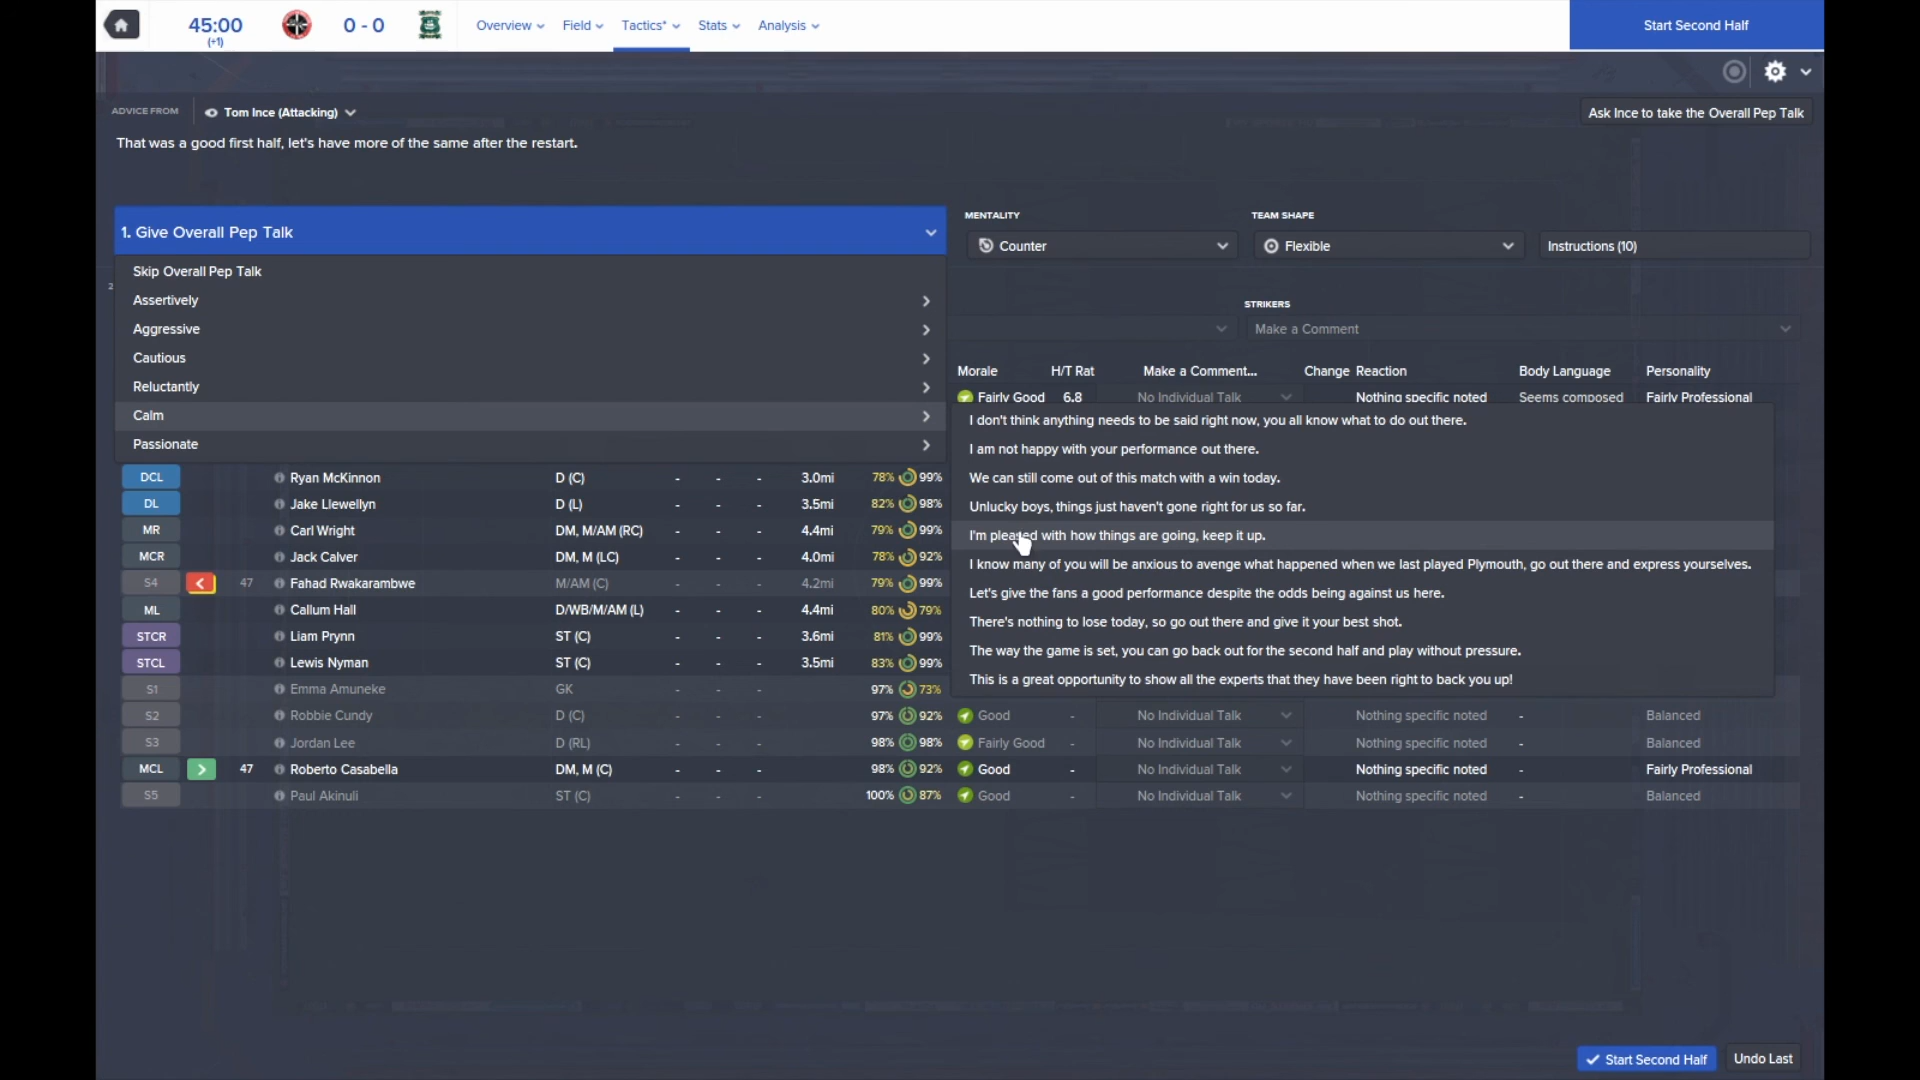 45:00
(+1)
0 - 0
Overview
Field
Tactics*
Stats
Analysis
Start Second Half
ADVICE FROM
Tom Ince (Attacking)
Ask Ince to take the Overall Pep Talk
That was a good first half, let's have more of the same after the restart.
1. Give Overall Pep Talk
MENTALITY
TEAM SHAPE
Counter
Flexible
Instructions (10)
Skip Overall Pep Talk
Assertively
Aggressive
Cautious
Reluctantly
Calm
Passionate
2
STRIKERS
Make a Comment
Morale H/T Rat Make a Comment... Change Reaction Body Language Personality
Fairly Good 6.8 No Individual Talk Nothing specific noted Seems composed Fairly Professional
I don't think anything needs to be said right now, you all know what to do out there.
I am not happy with your performance out there.
We can still come out of this match with a win today.
Unlucky boys, things just haven't gone right for us so far.
I'm pleased with how things are going, keep it up.
I know many of you will be anxious to avenge what happened when we last played Plymouth, go out there and express yourselves.
Let's give the fans a good performance despite the odds being against us here.
There's nothing to lose today, so go out there and give it your best shot.
The way the game is set, you can go back out for the second half and play without pressure.
This is a great opportunity to show all the experts that they have been right to back you up!
DCL Ryan McKinnon D (C) - - - 3.0mi 78% 99%
DL Jake Llewellyn D (L) - - - 3.5mi 82% 98%
MR Carl Wright DM, M/AM (RC) - - - 4.4mi 79% 99%
MCR Jack Calver DM, M (LC) - - - 4.0mi 78% 92%
S4 47 Fahad Rwakarambwe M/AM (C) - - - 4.2mi 79% 99%
ML Callum Hall D/WB/M/AM (L) - - - 4.4mi 80% 79%
STCR Liam Prynn ST (C) - - - 3.6mi 81% 99%
STCL Lewis Nyman ST (C) - - - 3.5mi 83% 99%
S1 Emma Amuneke GK - - - 97% 73%
S2 Robbie Cundy D (C) - - - 97% 92% Good - No Individual Talk Nothing specific noted - Balanced
S3 Jordan Lee D (RL) - - - 98% 98% Fairly Good - No Individual Talk Nothing specific noted - Balanced
MCL 47 Roberto Casabella DM, M (C) - - - 98% 92% Good - No Individual Talk Nothing specific noted - Fairly Professional
S5 Paul Akinuli ST (C) - - - 100% 87% Good - No Individual Talk Nothing specific noted - Balanced
Start Second Half
Undo Last